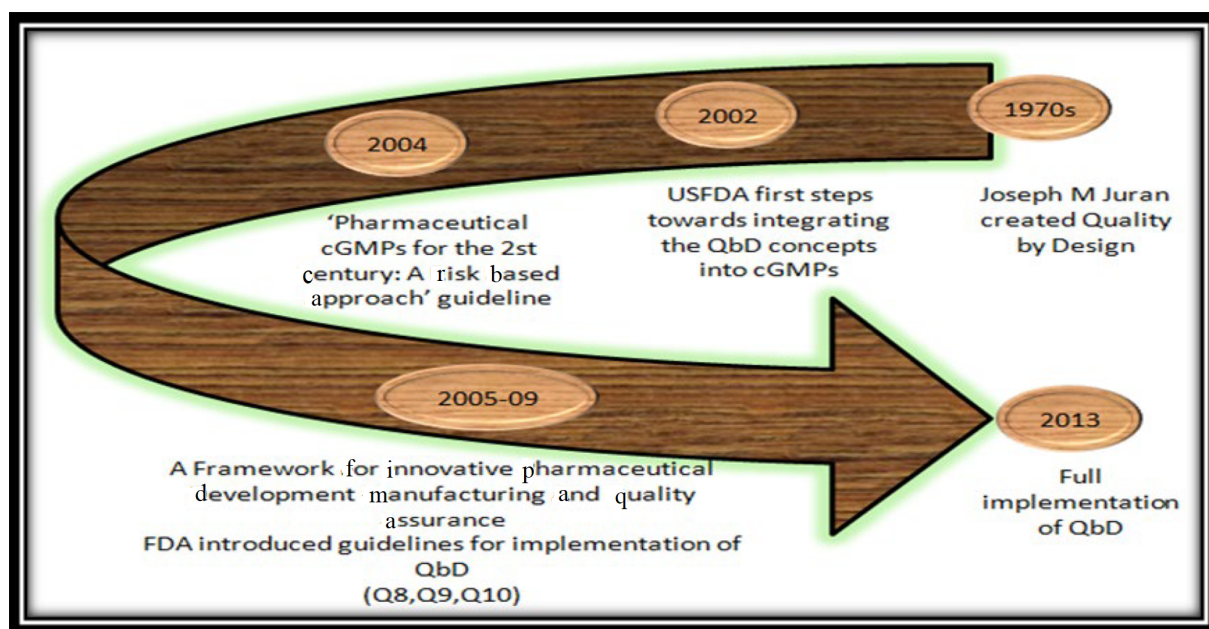 1970s
Joseph M Juran
created Quality
by Design
2002
USFDA first steps
towards integrating
the QbD concepts
into cGMPs
2004
‘Pharmaceutical
cGMPs for the 2st
century: A risk based
approach’ guideline
2005-09
A Framework for innovative pharmaceutical
development manufacturing and quality
assurance
FDA introduced guidelines for implementation of
QbD
(Q8,Q9,Q10)
2013
Full
implementation
of QbD